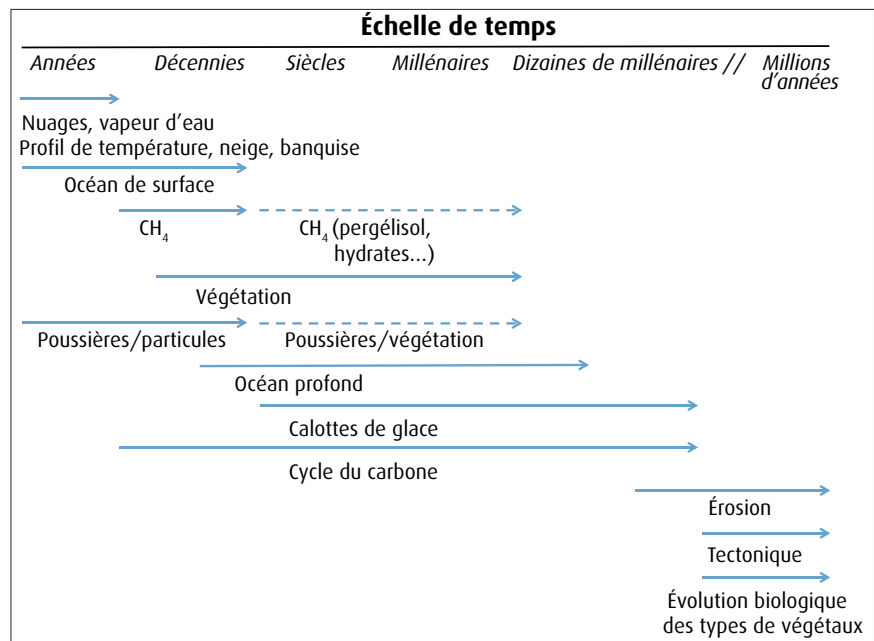 Échelle de temps
Années Décennies Siècles Millénaires Dizaines de millénaires // Millions
d'années
Nuages, vapeur d'eau
Profil de température, neige, banquise
Océan de surface
CH₄ CH₄ (pergélisol,
hydrates...)
Végétation
Poussières/particules Poussières/végétation
Océan profond
Calottes de glace
Cycle du carbone
Érosion
Tectonique
Évolution biologique
des types de végétaux